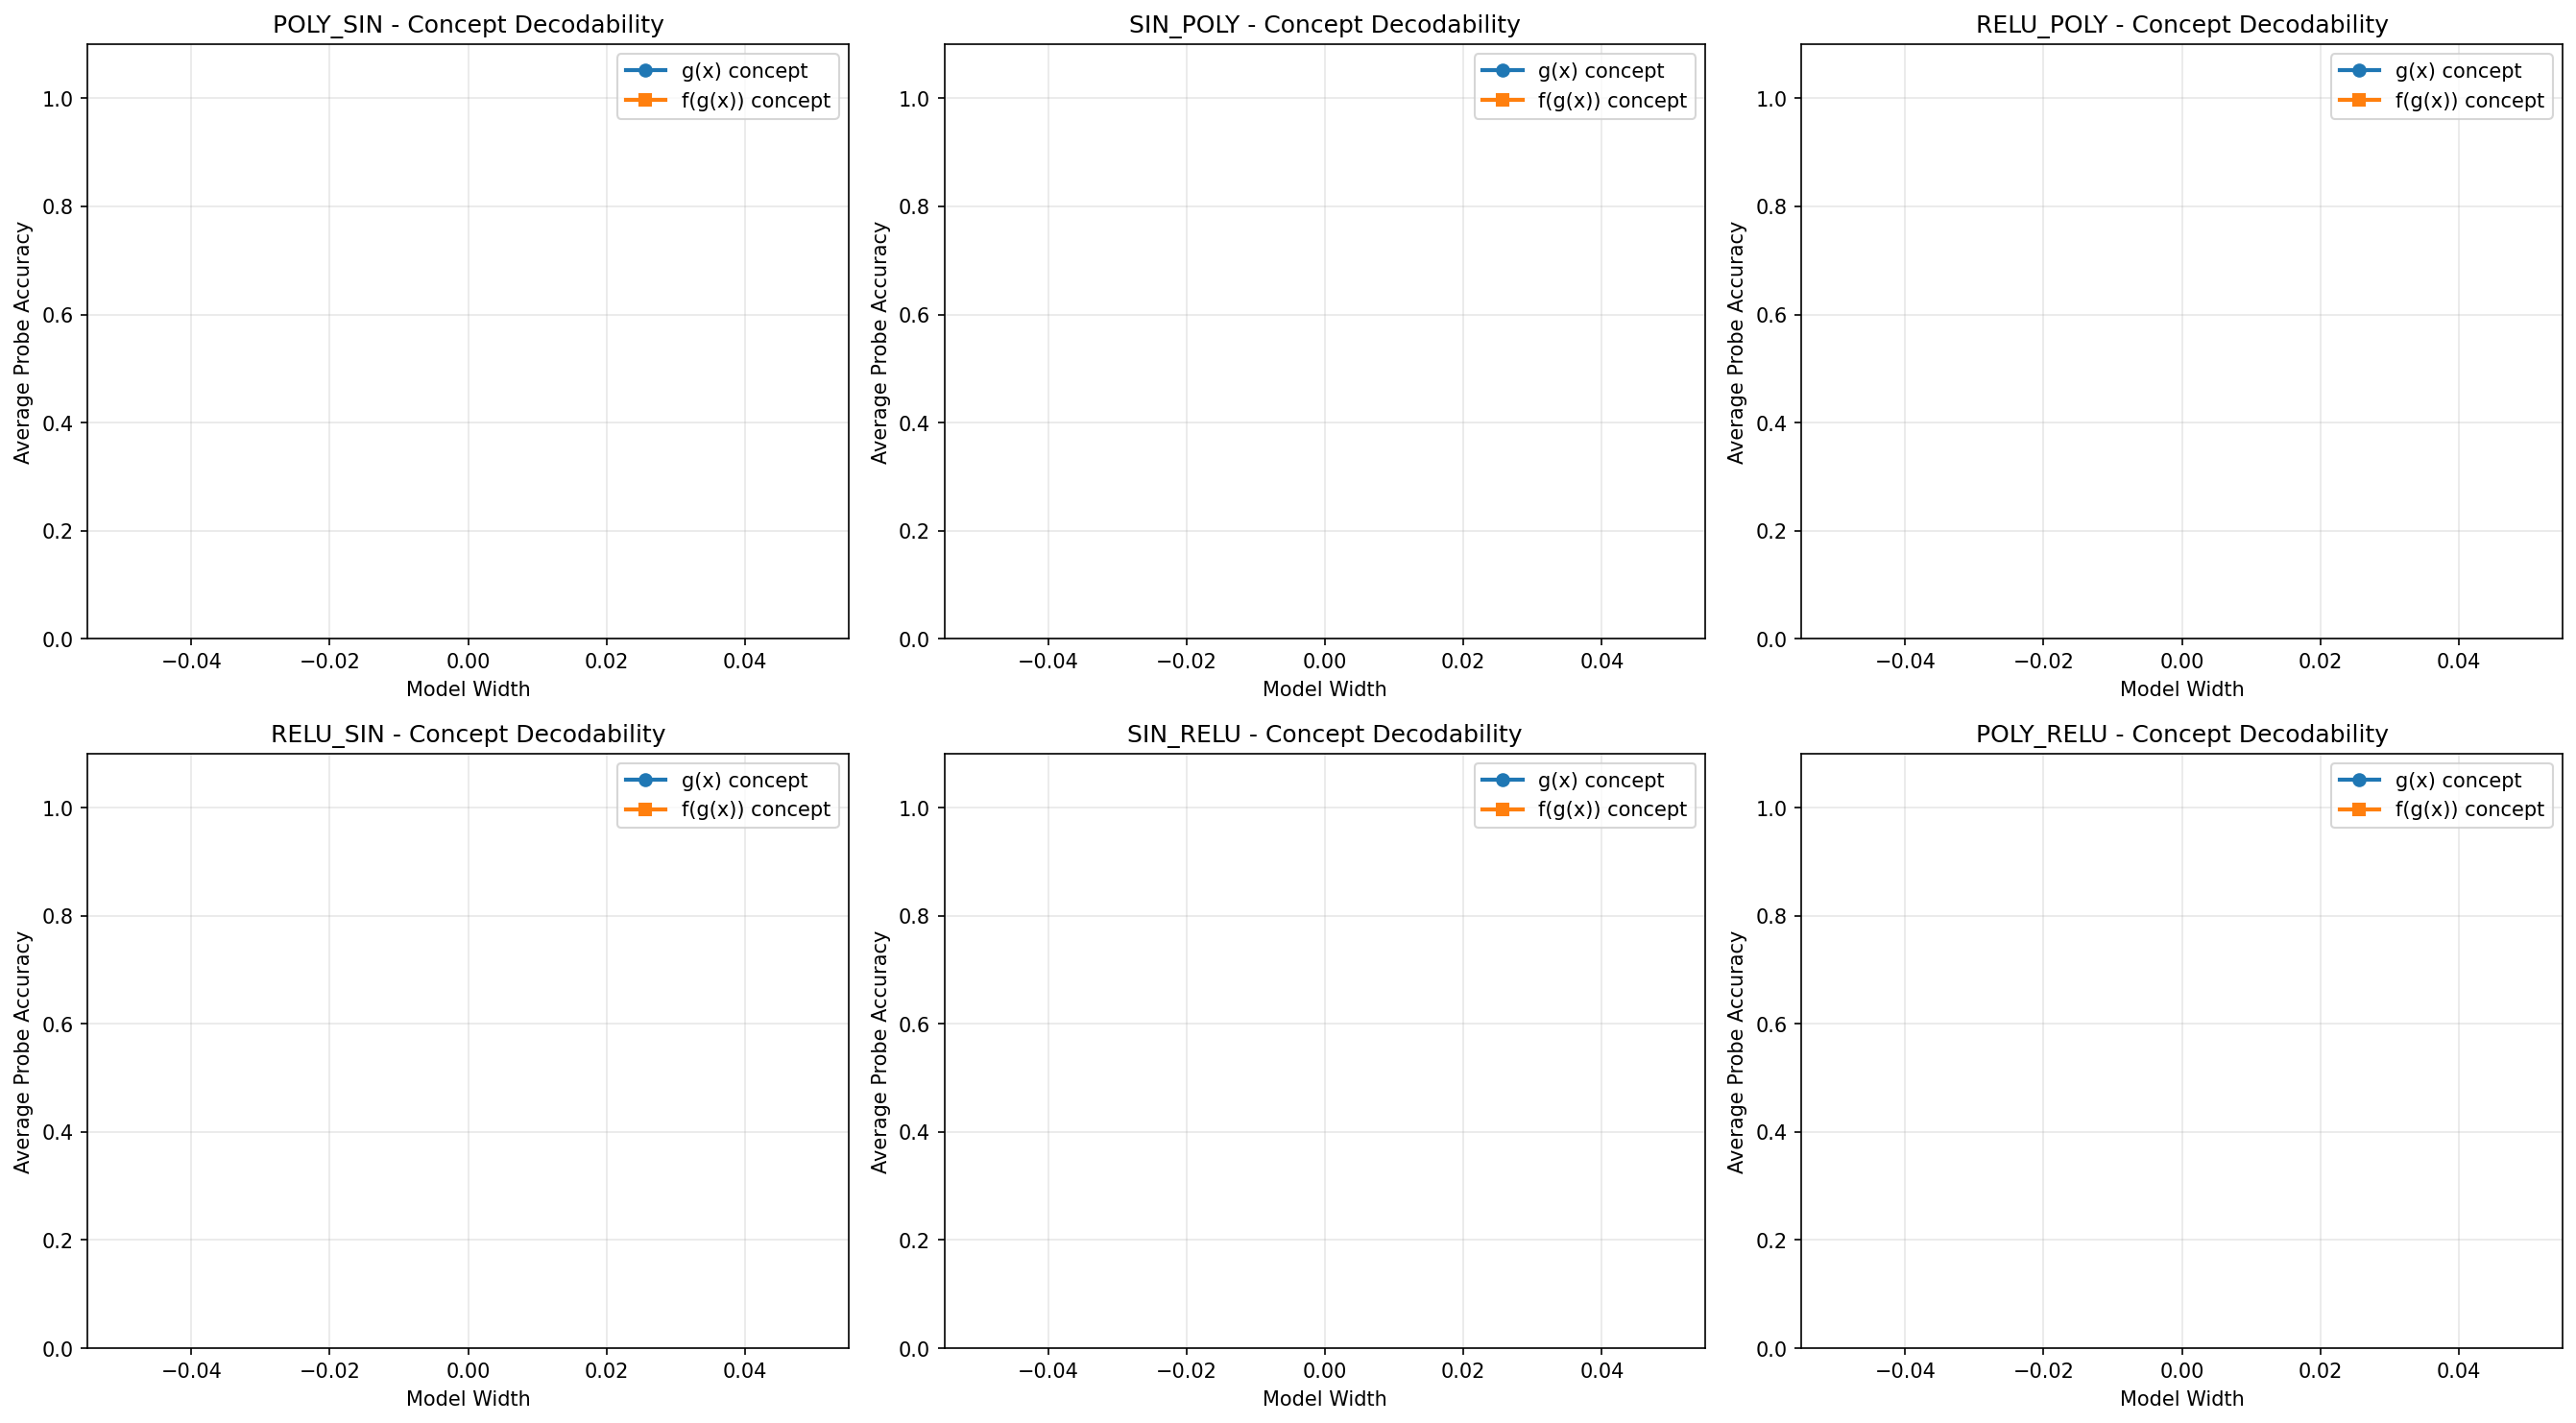 POLY_SIN - Concept Decodability
g(x) concept
f(g(x)) concept
Average Probe Accuracy
1.0
0.8
0.6
0.4
0.2
0.0
−0.04 −0.02 0.00 0.02 0.04
Model Width
SIN_POLY - Concept Decodability
g(x) concept
f(g(x)) concept
Average Probe Accuracy
1.0
0.8
0.6
0.4
0.2
0.0
−0.04 −0.02 0.00 0.02 0.04
Model Width
RELU_POLY - Concept Decodability
g(x) concept
f(g(x)) concept
Average Probe Accuracy
1.0
0.8
0.6
0.4
0.2
0.0
−0.04 −0.02 0.00 0.02 0.04
Model Width
RELU_SIN - Concept Decodability
g(x) concept
f(g(x)) concept
Average Probe Accuracy
1.0
0.8
0.6
0.4
0.2
0.0
−0.04 −0.02 0.00 0.02 0.04
Model Width
SIN_RELU - Concept Decodability
g(x) concept
f(g(x)) concept
Average Probe Accuracy
1.0
0.8
0.6
0.4
0.2
0.0
−0.04 −0.02 0.00 0.02 0.04
Model Width
POLY_RELU - Concept Decodability
g(x) concept
f(g(x)) concept
Average Probe Accuracy
1.0
0.8
0.6
0.4
0.2
0.0
−0.04 −0.02 0.00 0.02 0.04
Model Width